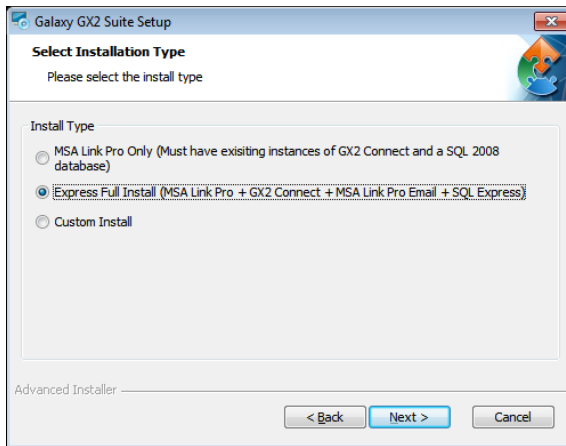 Galaxy GX2 Suite Setup
Select Installation Type
Please select the install type
Install Type
MSA Link Pro Only (Must have exisiting instances of GX2 Connect and a SQL 2008
database)
Express Full Install (MSA Link Pro + GX2 Connect + MSA Link Pro Email + SQL Express)
Custom Install
Advanced Installer
< Back
Next >
Cancel